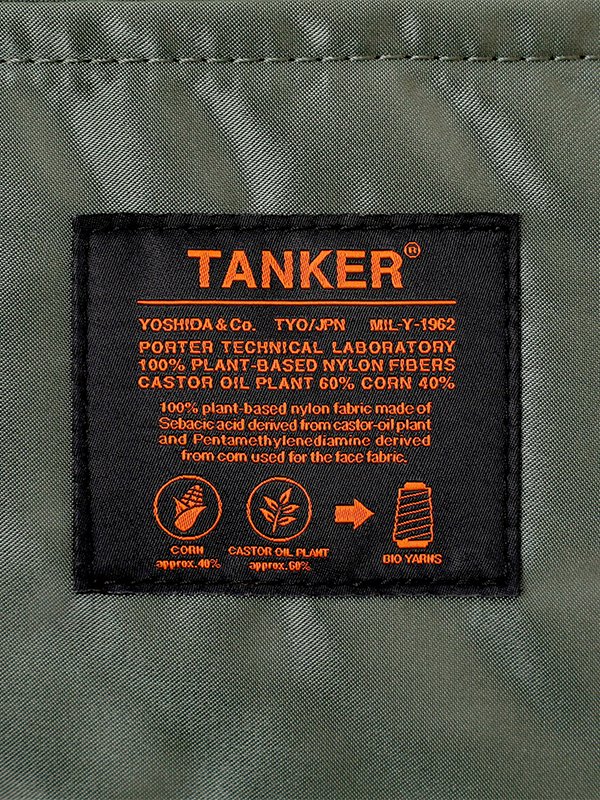 TANKER®
YOSHIDA & Co. TYO/JPN MIL-Y-1962
PORTER TECHNICAL LABORATORY
100% PLANT-BASED NYLON FIBERS
CASTOR OIL PLANT 60% CORN 40%
100% plant-based nylon fabric made of
Sebacic acid derived from castor-oil plant
and Pentamethylenediamine derived
from corn used for the face fabric.
CORN
approx.40%
CASTOR OIL PLANT
approx.60%
BIO YARNS